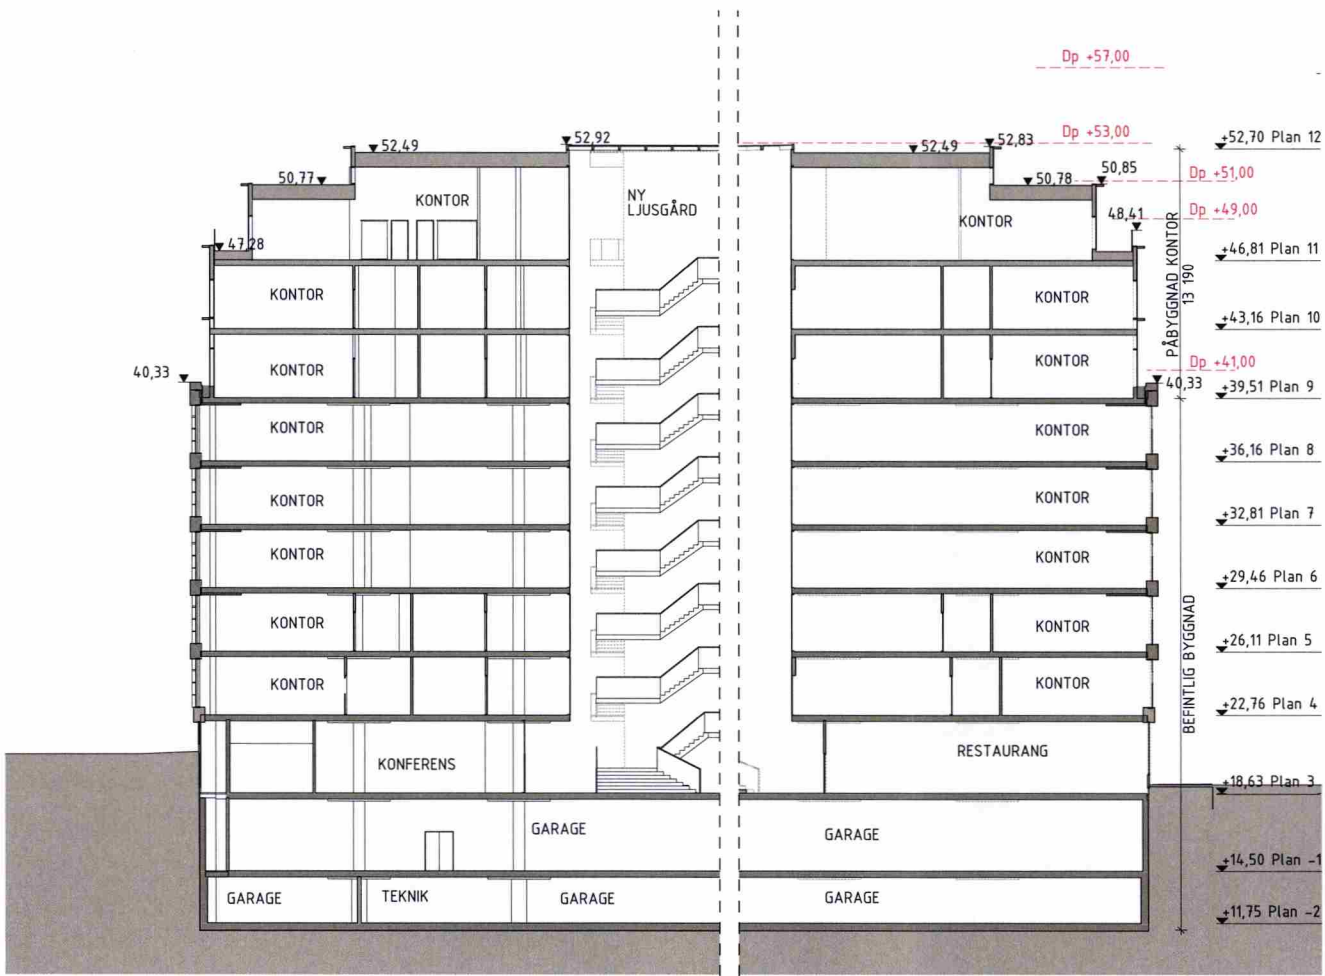 Dp +57,00
52,92
Dp +53,00
52,83
+52,70 Plan 12
52,49
52,49
50,77
50,78
50,85
Dp +51,00
KONTOR
NY
LJUSGÅRD
KONTOR
48,41
Dp +49,00
47,28
+46,81 Plan 11
KONTOR
KONTOR
PÅBYGGNAD KONTOR
13 190
+43,16 Plan 10
KONTOR
KONTOR
Dp +41,00
40,33
40,33
+39,51 Plan 9
KONTOR
KONTOR
+36,16 Plan 8
KONTOR
KONTOR
+32,81 Plan 7
KONTOR
KONTOR
+29,46 Plan 6
KONTOR
KONTOR
BEFINTLIG BYGGNAD
+26,11 Plan 5
KONTOR
KONTOR
+22,76 Plan 4
KONFERENS
RESTAURANG
+18,63 Plan 3
GARAGE
GARAGE
+14,50 Plan -1
GARAGE
TEKNIK
GARAGE
GARAGE
+11,75 Plan -2